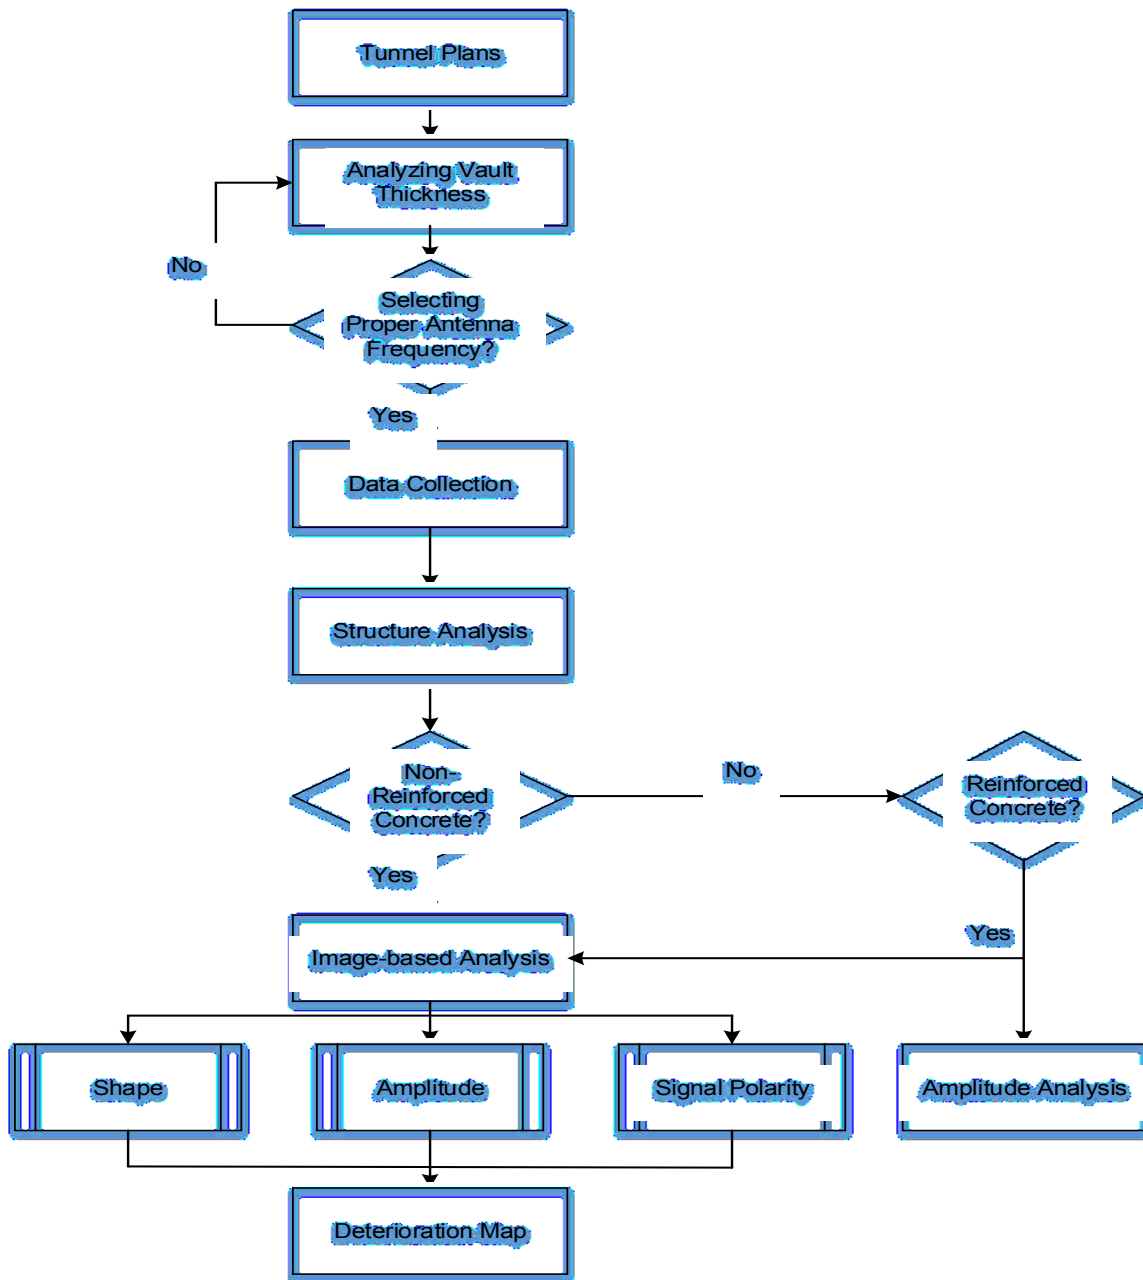 Tunnel Plans
Analyzing Vault
Thickness
No
Selecting
Proper Antenna
Frequency?
Yes
Data Collection
Structure Analysis
Non-
Reinforced
Concrete?
No
Reinforced
Concrete?
Yes
Yes
Image-based Analysis
Shape
Amplitude
Signal Polarity
Amplitude Analysis
Deterioration Map